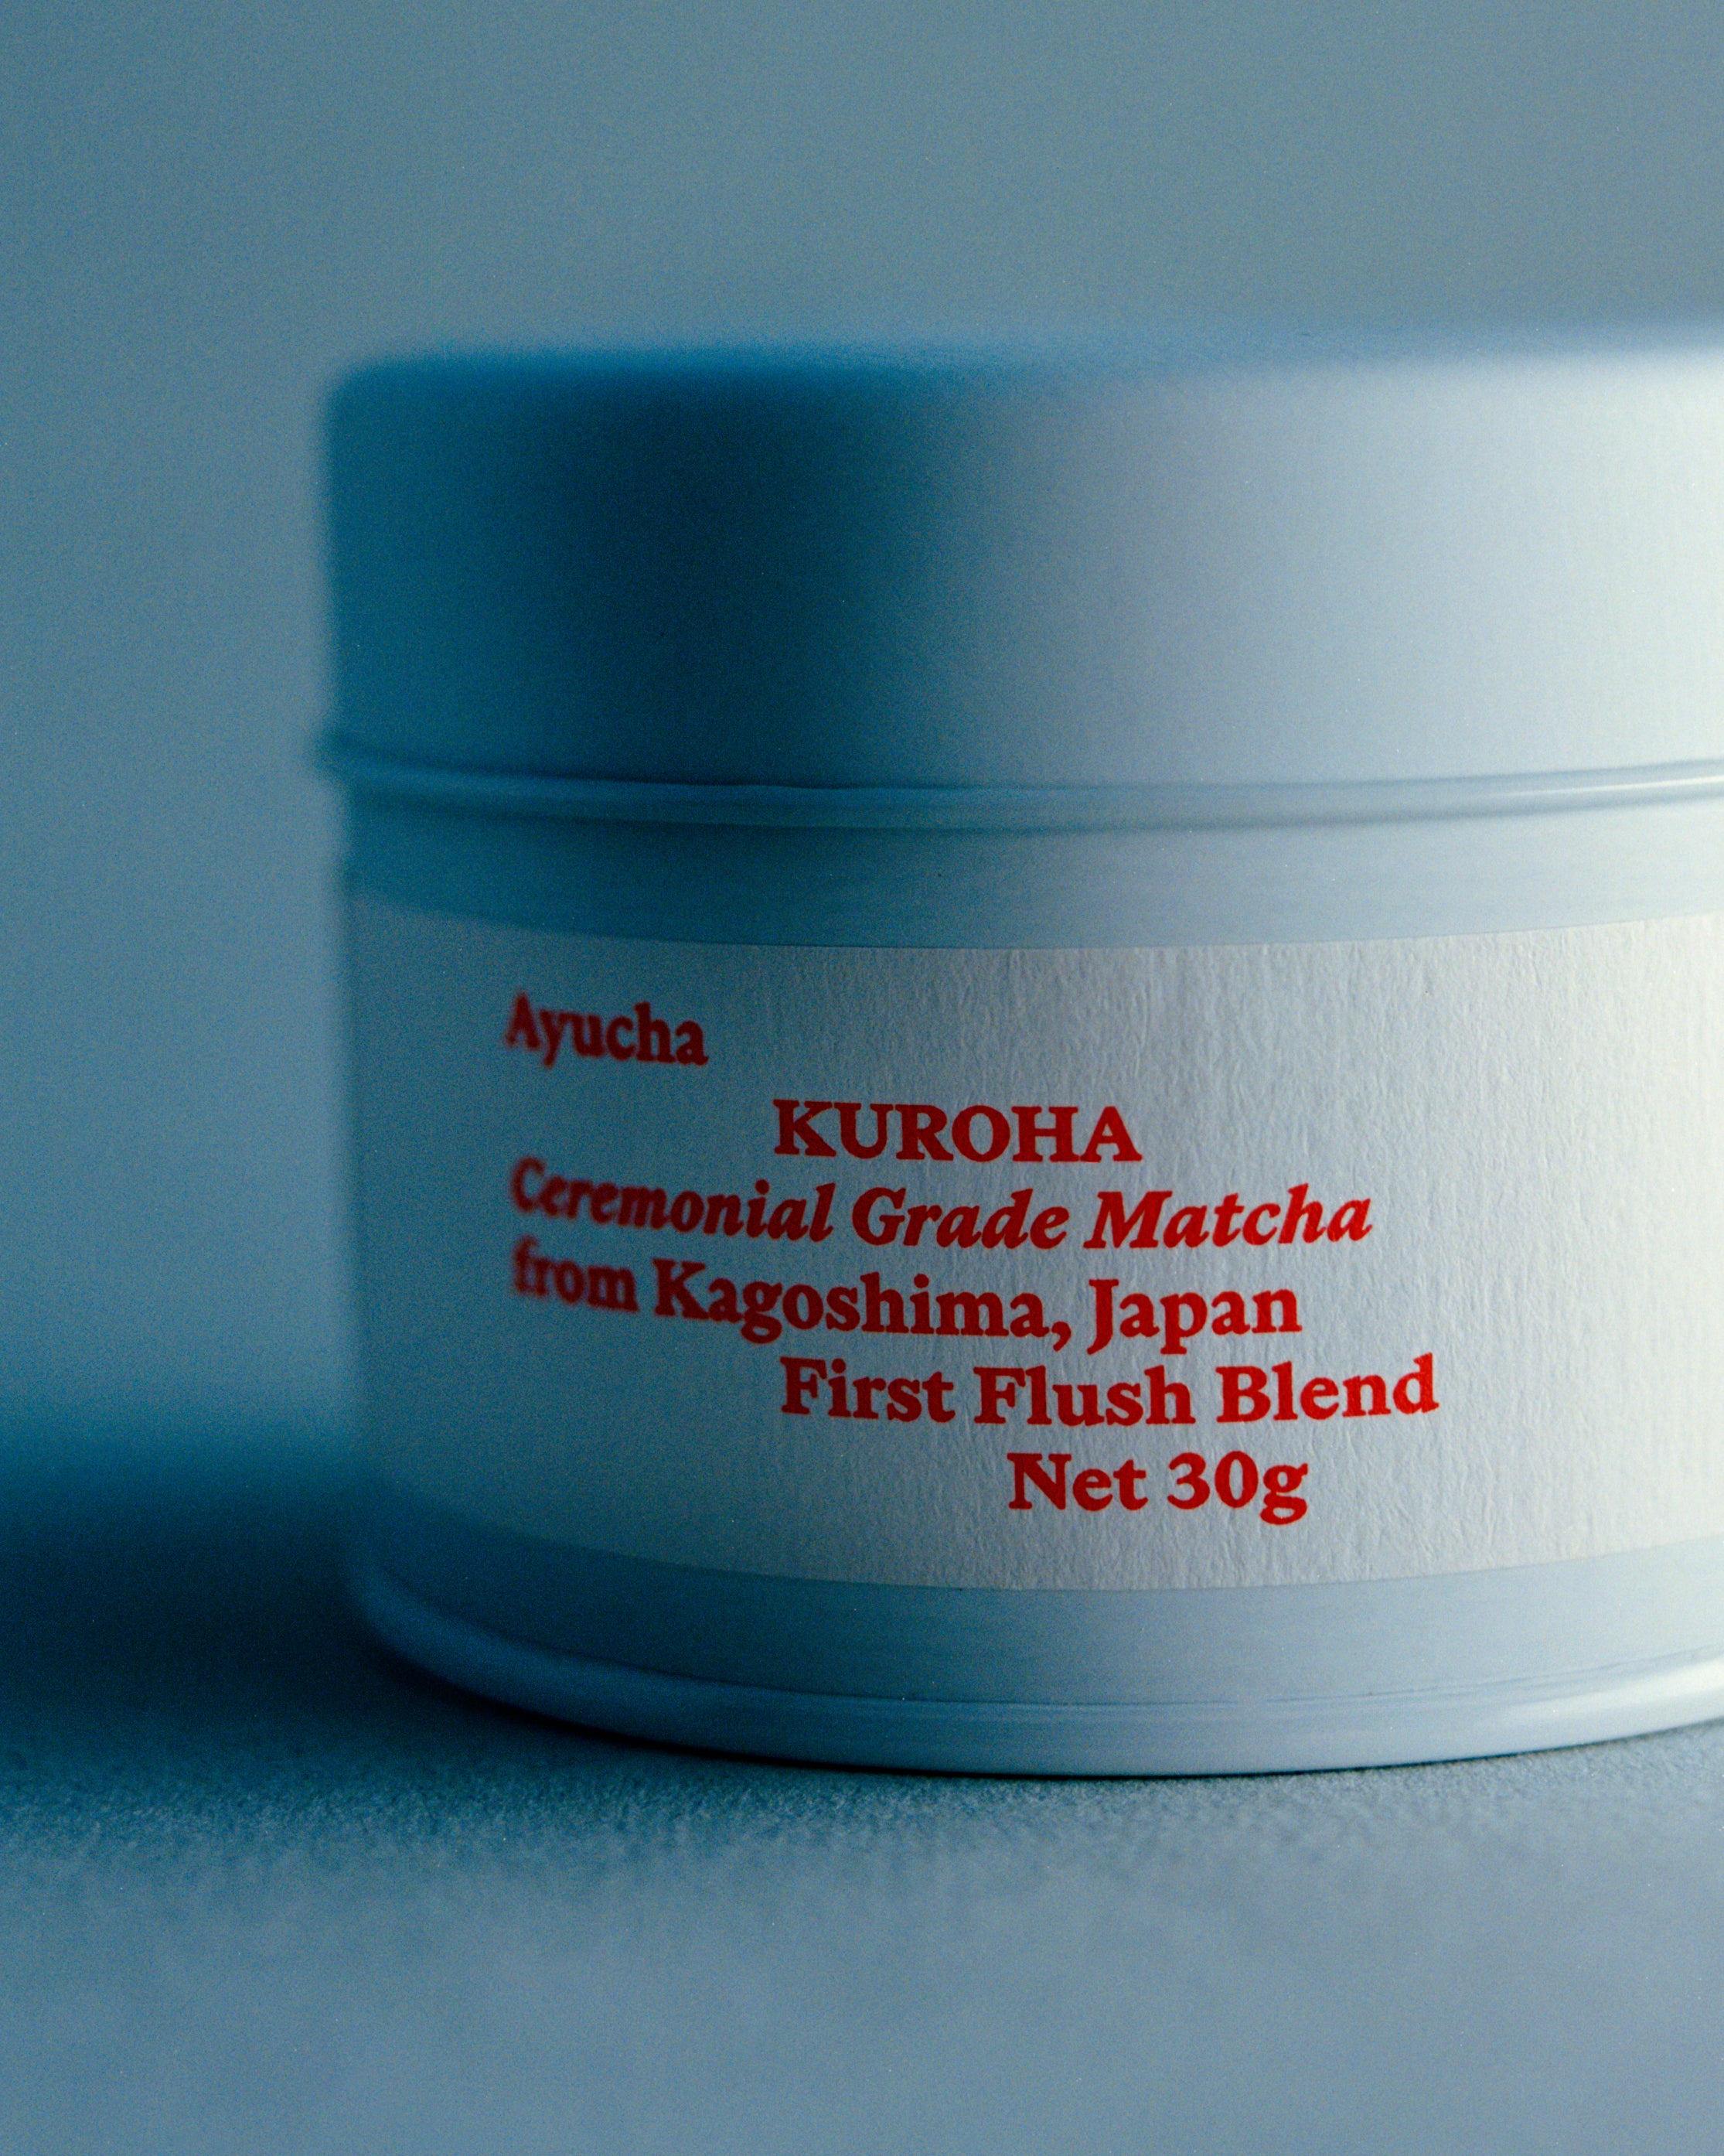 Ayucha
KUROHA
Ceremonial Grade Matcha
from Kagoshima, Japan
First Flush Blend
Net 30g